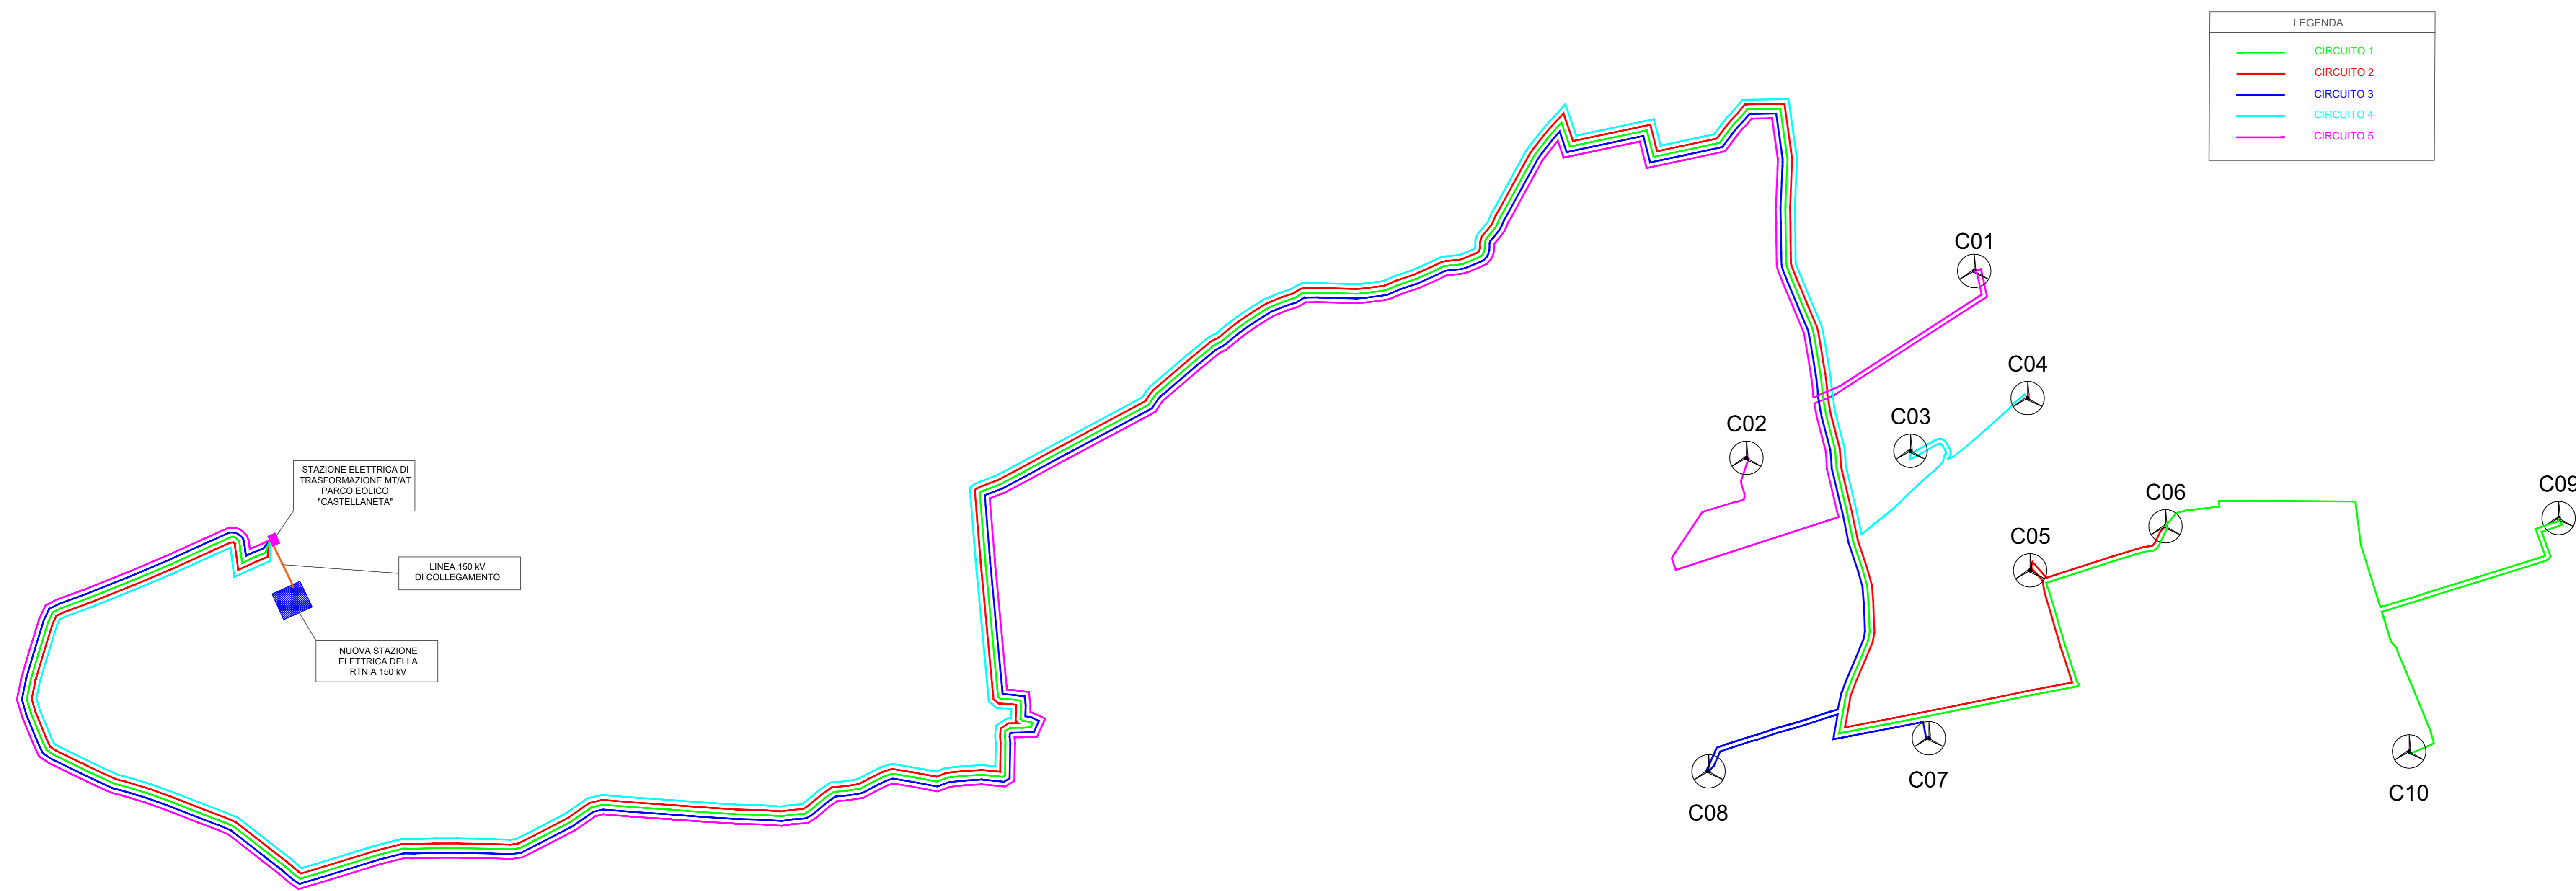 LEGENDA
CIRCUITO 1
CIRCUITO 2
CIRCUITO 3
CIRCUITO 4
CIRCUITO 5
C01
C04
C03
C02
C06
C09
C05
C07
C08
C10
STAZIONE ELETTRICA DI
TRASFORMAZIONE MT/AT
PARCO EOLICO
"CASTELLANETA"
LINEA 150 kV
DI COLLEGAMENTO
NUOVA STAZIONE
ELETTRICA DELLA
RTN A 150 kV